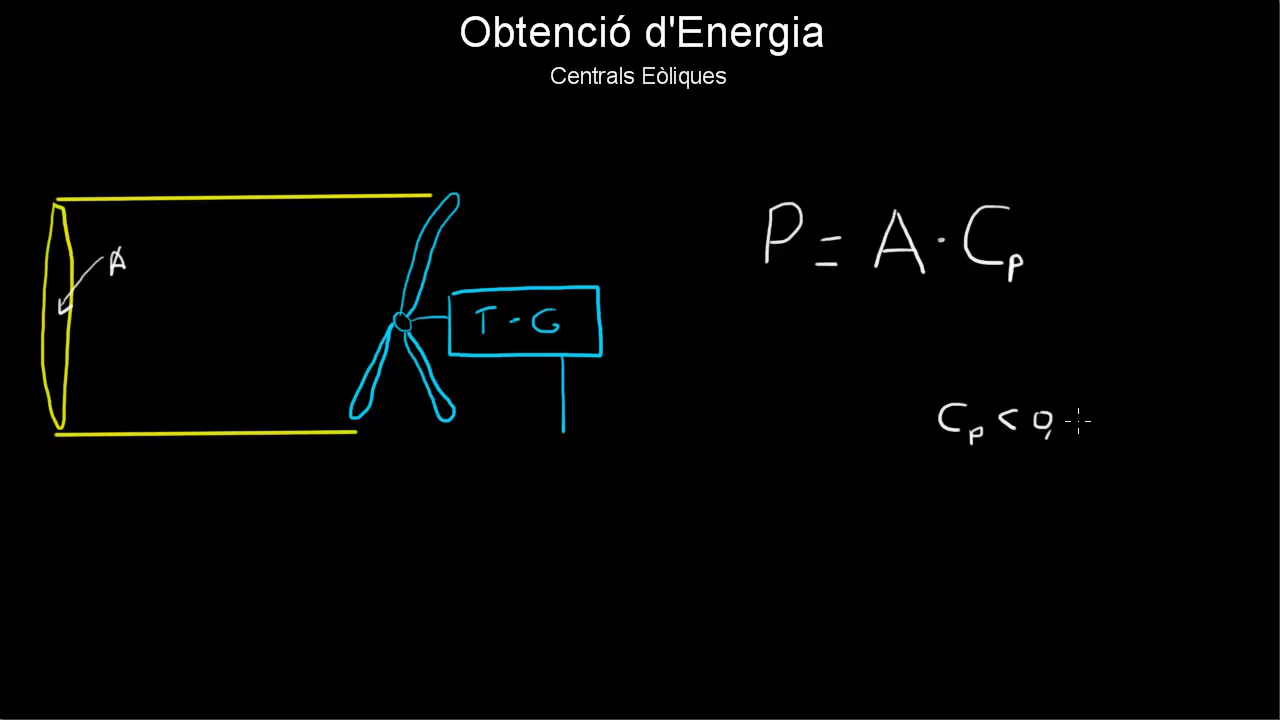 Obtenció d'Energia
Centrals Eòliques
A
T - G
P = A · Cp
Cp < 0,